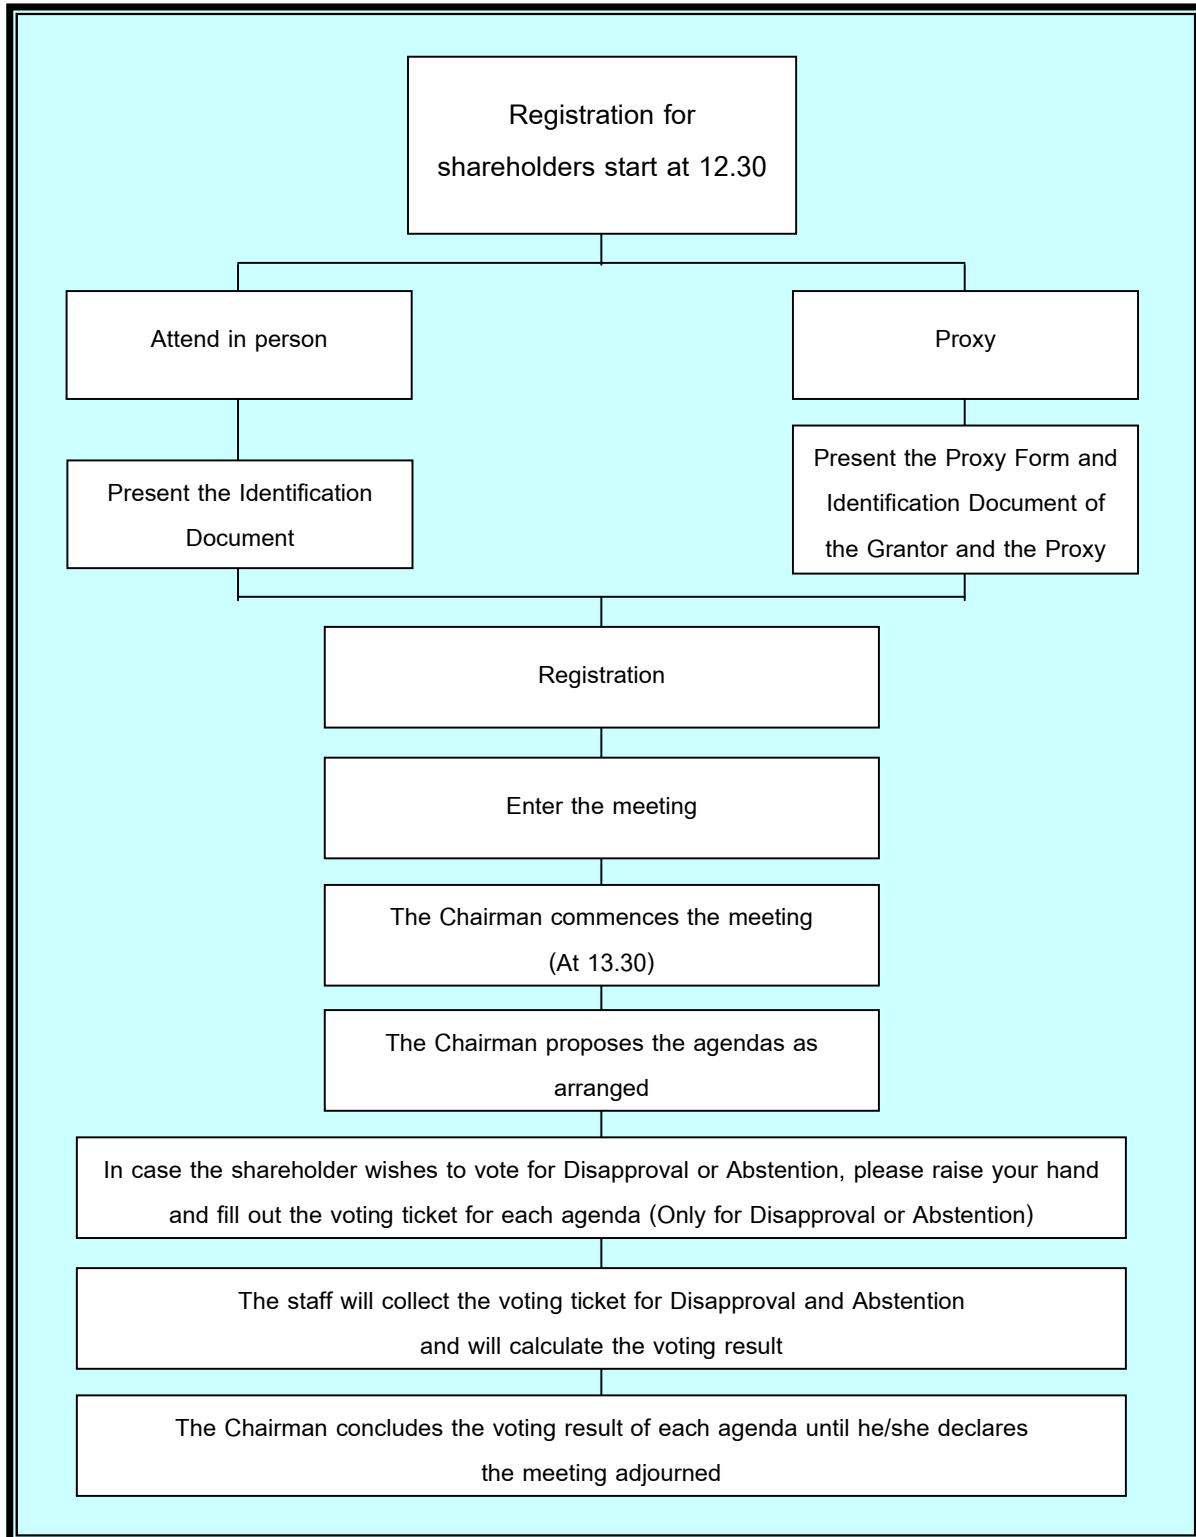 Registration for
shareholders start at 12.30
Attend in person
Proxy
Present the Identification
Document
Present the Proxy Form and
Identification Document of
the Grantor and the Proxy
Registration
Enter the meeting
The Chairman commences the meeting
(At 13.30)
The Chairman proposes the agendas as
arranged
In case the shareholder wishes to vote for Disapproval or Abstention, please raise your hand
and fill out the voting ticket for each agenda (Only for Disapproval or Abstention)
The staff will collect the voting ticket for Disapproval and Abstention
and will calculate the voting result
The Chairman concludes the voting result of each agenda until he/she declares
the meeting adjourned